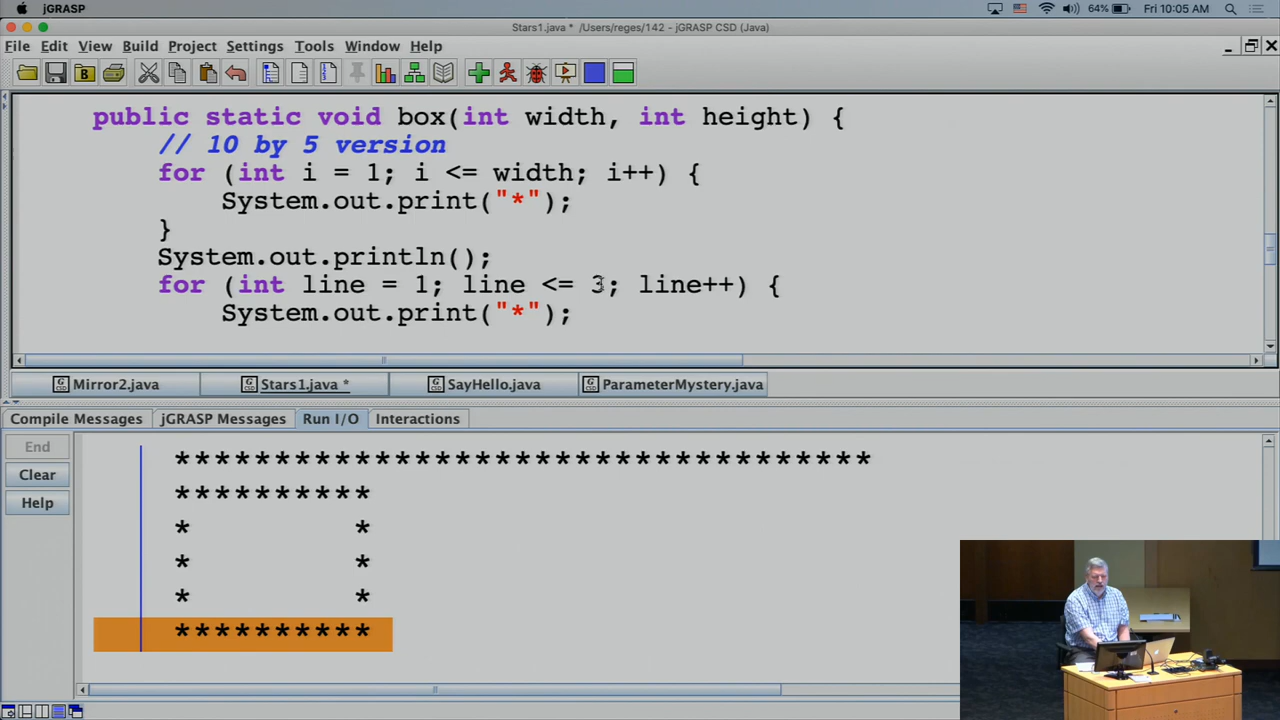 jGRASP
64% Fri 10:05 AM
Stars1.java * /Users/reges/142 - jGRASP CSD (Java)
File Edit View Build Project Settings Tools Window Help
public static void box(int width, int height) {
// 10 by 5 version
for (int i = 1; i <= width; i++) {
System.out.print("*");
}
System.out.println();
for (int line = 1; line <= 3; line++) {
System.out.print("*");
Mirror2.java Stars1.java * SayHello.java ParameterMystery.java
Compile Messages jGRASP Messages Run I/O Interactions
End
Clear
Help
***********************************
**********
*        *
*        *
*        *
**********